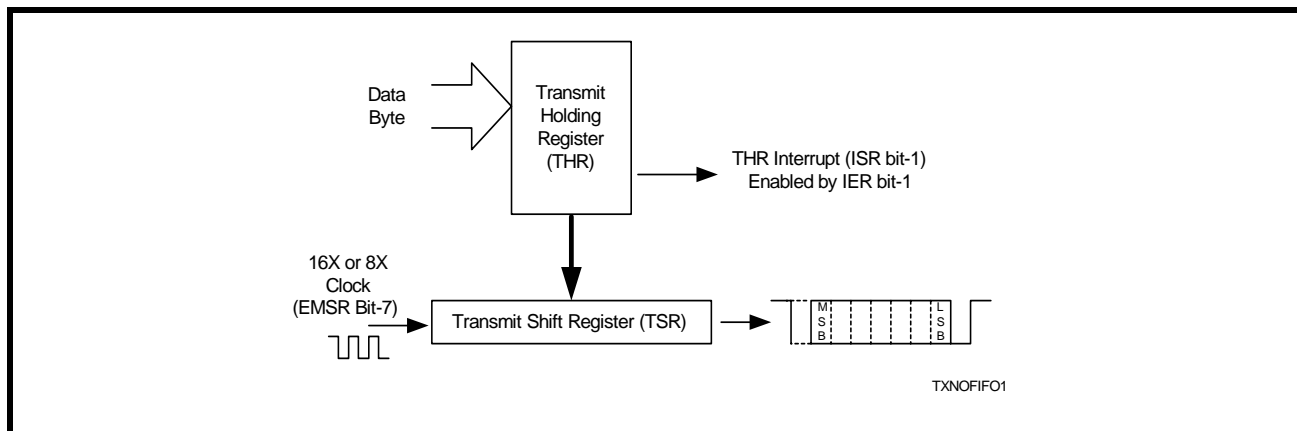 Data
Byte
Transmit
Holding
Register
(THR)
THR Interrupt (ISR bit-1)
Enabled by IER bit-1
16X or 8X
Clock
(EMSR Bit-7)
Transmit Shift Register (TSR)
M
S
B
L
S
B
TXNOFIFO1